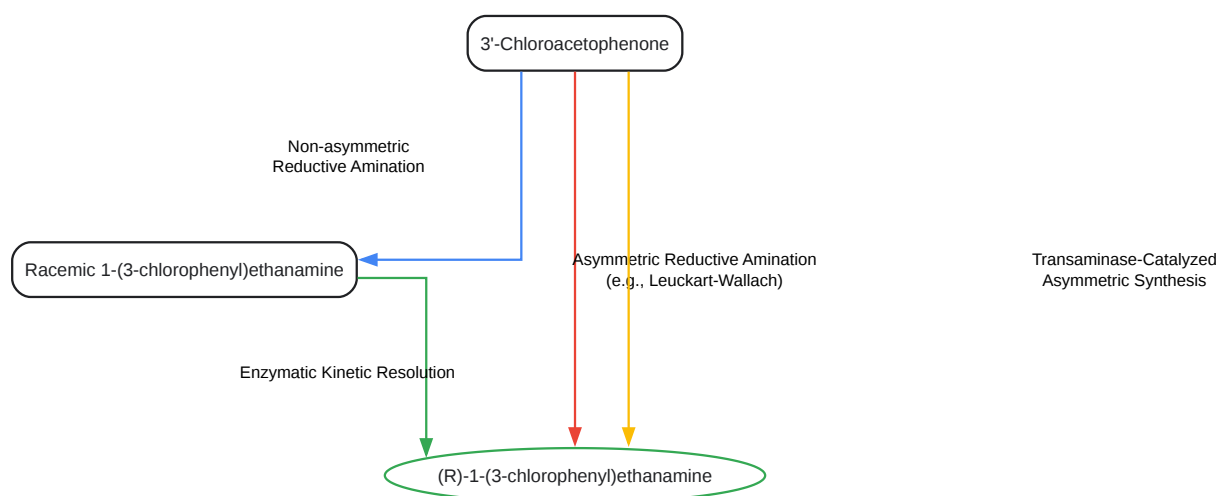 3'-Chloroacetophenone
Non-asymmetric
Reductive Amination
Racemic 1-(3-chlorophenyl)ethanamine
Asymmetric Reductive Amination
(e.g., Leuckart-Wallach)
Transaminase-Catalyzed
Asymmetric Synthesis
Enzymatic Kinetic Resolution
(R)-1-(3-chlorophenyl)ethanamine